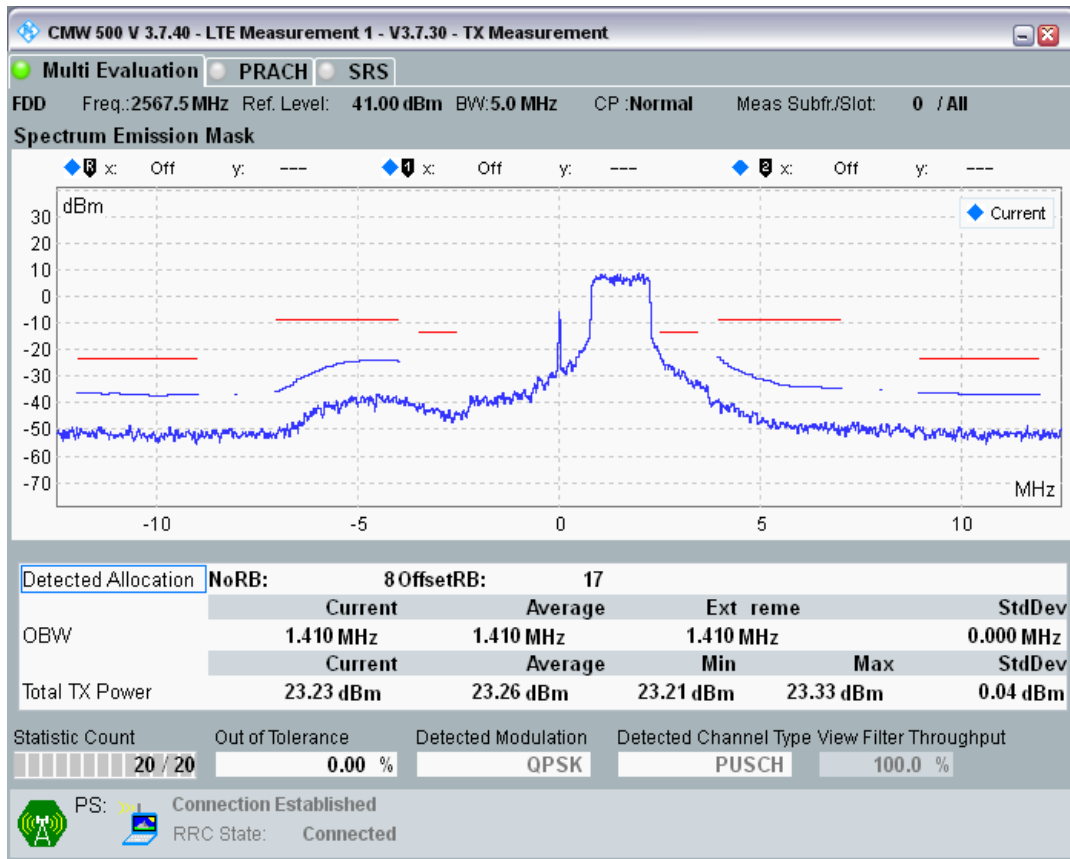 CMW 500 V 3.7.40 - LTE Measurement 1 - V3.7.30 - TX Measurement
Multi Evaluation PRACH SRS
FDD Freq.:2567.5 MHz Ref. Level: 41.00 dBm BW:5.0 MHz CP :Normal Meas Subfr./Slot: 0 / All
Spectrum Emission Mask
R x: Off y: --- 1 x: Off y: --- 2 x: Off y: ---
dBm
Current
30
20
10
0
-10
-20
-30
-40
-50
-60
-70
MHz
-10 -5 0 5 10
Detected Allocation NoRB: 8 OffsetRB: 17
Current Average Ext reme StdDev
OBW 1.410 MHz 1.410 MHz 1.410 MHz 0.000 MHz
Current Average Min Max StdDev
Total TX Power 23.23 dBm 23.26 dBm 23.21 dBm 23.33 dBm 0.04 dBm
Statistic Count Out of Tolerance Detected Modulation Detected Channel Type View Filter Throughput
20 / 20 0.00 % QPSK PUSCH 100.0 %
PS: Connection Established
RRC State: Connected